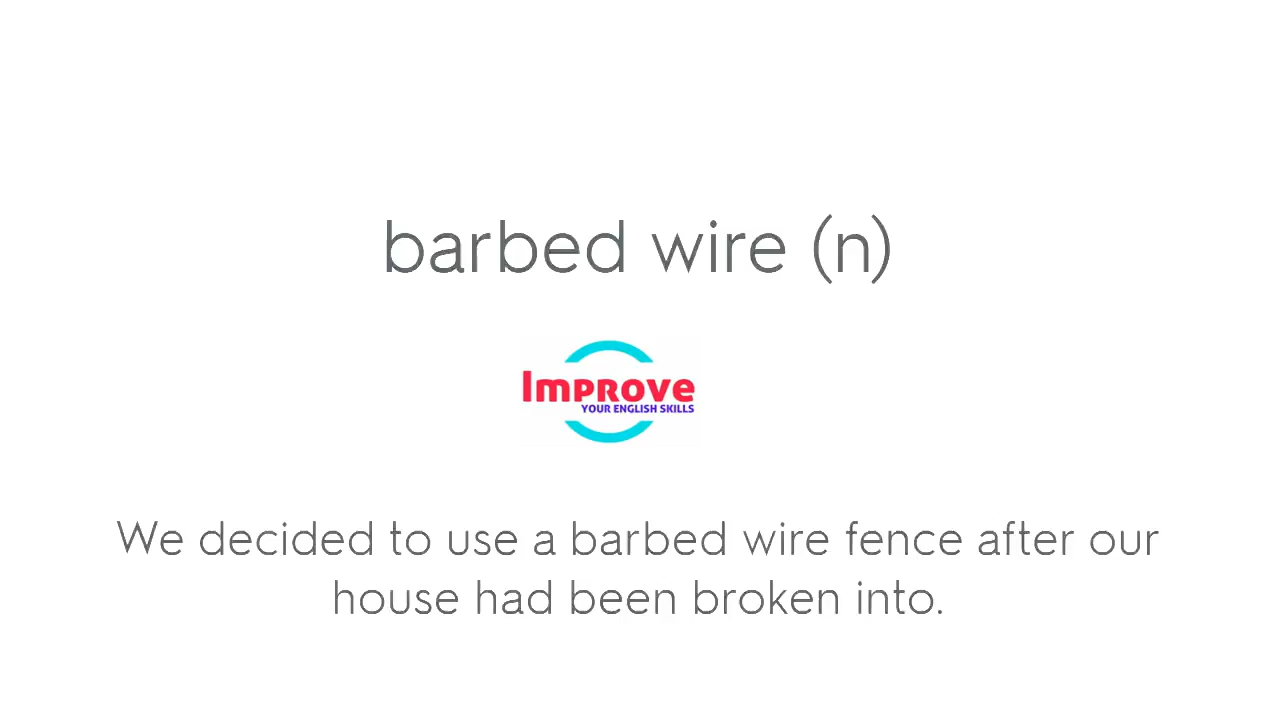 barbed wire (n)
Improve
YOUR ENGLISH SKILLS
We decided to use a barbed wire fence after our
house had been broken into.